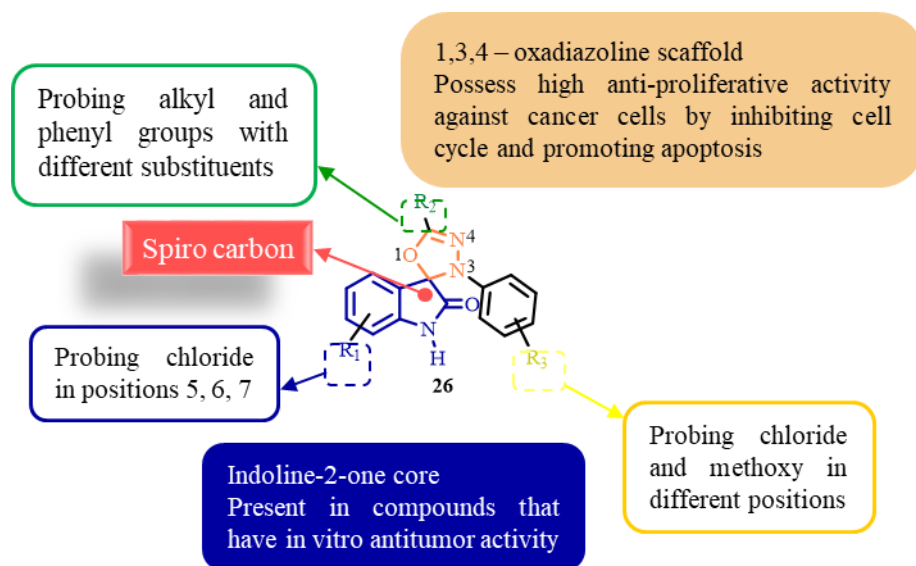 1,3,4 – oxadiazoline scaffold
Possess high anti-proliferative activity
against cancer cells by inhibiting cell
cycle and promoting apoptosis
Probing alkyl and
phenyl groups with
different substituents
R2
Spiro carbon
1
O
N
4
N
3
O
N
H
R1
R3
26
Probing chloride
in positions 5, 6, 7
Probing chloride
and methoxy in
different positions
Indoline-2-one core
Present in compounds that
have in vitro antitumor activity